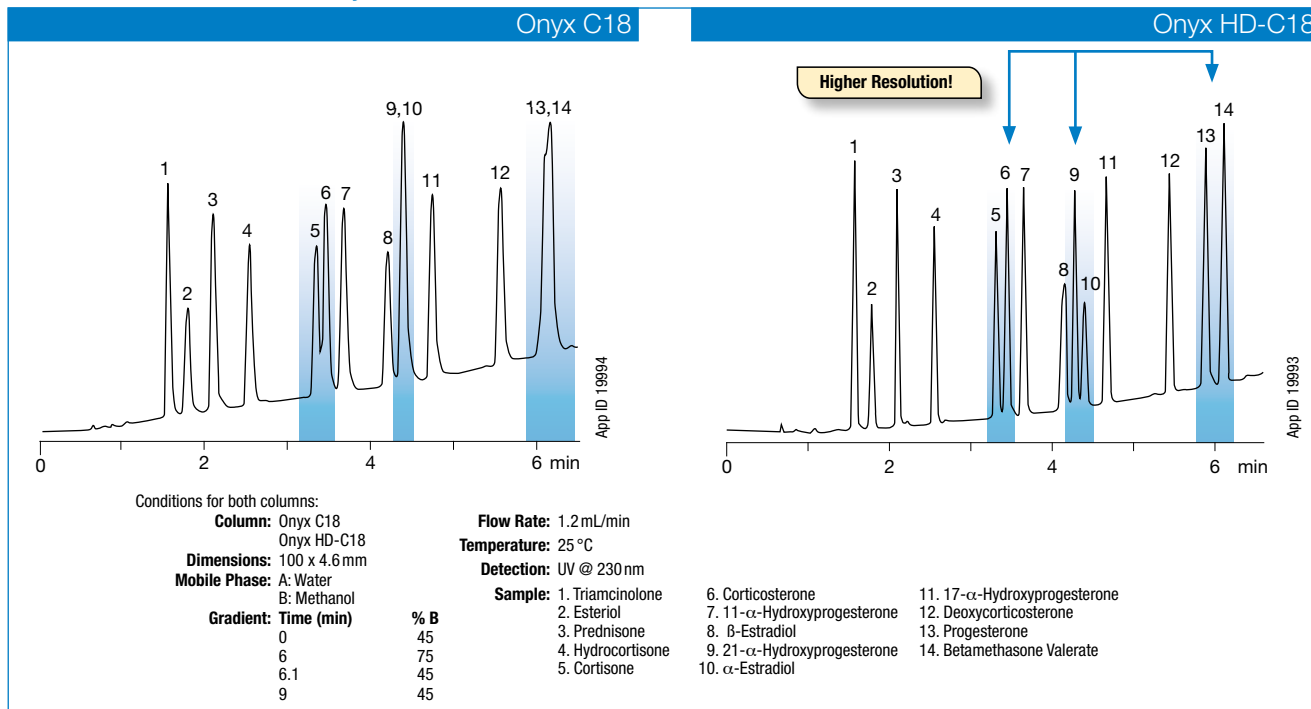 Onyx C18
Onyx HD-C18
Higher Resolution!
1
2
3
4
5
6
7
8
9,10
11
12
13,14
App ID 19994
0 2 4 6 min
1
2
3
4
5
6
7
8
9
10
11
12
13
14
App ID 19993
0 2 4 6 min
Conditions for both columns:
Column: Onyx C18
Onyx HD-C18
Dimensions: 100 x 4.6 mm
Mobile Phase: A: Water
B: Methanol
Gradient: Time (min) % B
0 45
6 75
6.1 45
9 45
Flow Rate: 1.2 mL/min
Temperature: 25 °C
Detection: UV @ 230 nm
Sample: 1. Triamcinolone
2. Esteriol
3. Prednisone
4. Hydrocortisone
5. Cortisone
6. Corticosterone
7. 11-α-Hydroxyprogesterone
8. ß-Estradiol
9. 21-α-Hydroxyprogesterone
10. α-Estradiol
11. 17-α-Hydroxyprogesterone
12. Deoxycorticosterone
13. Progesterone
14. Betamethasone Valerate